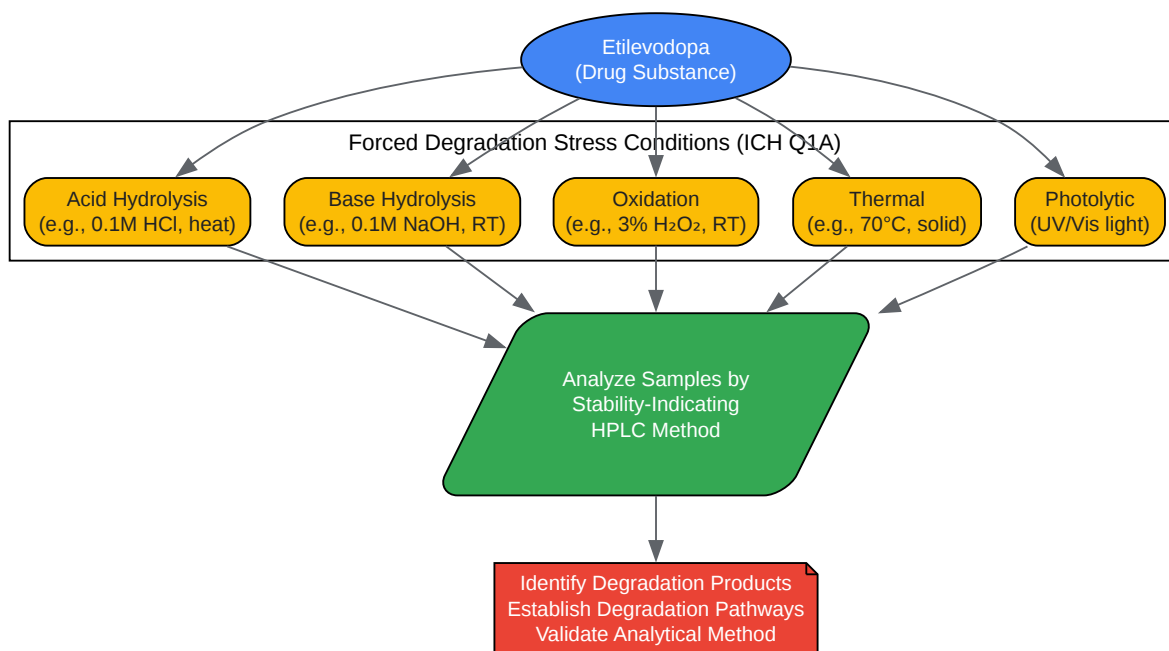 Etilevodopa
(Drug Substance)
Forced Degradation Stress Conditions (ICH Q1A)
Acid Hydrolysis
(e.g., 0.1M HCl, heat)
Base Hydrolysis
(e.g., 0.1M NaOH, RT)
Oxidation
(e.g., 3% H₂O₂, RT)
Thermal
(e.g., 70°C, solid)
Photolytic
(UV/Vis light)
Analyze Samples by
Stability-Indicating
HPLC Method
Identify Degradation Products
Establish Degradation Pathways
Validate Analytical Method